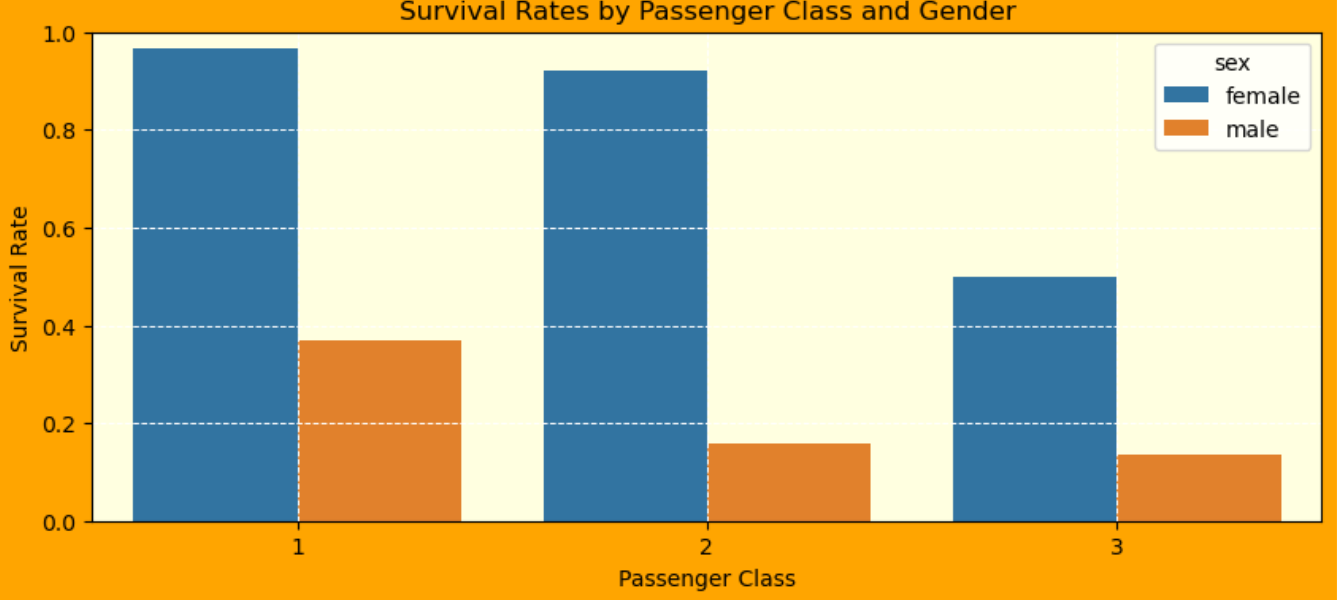 Survival Rates by Passenger Class and Gender
1.0
0.8
0.6
0.4
0.2
0.0
Survival Rate
sex
female
male
1 2 3
Passenger Class